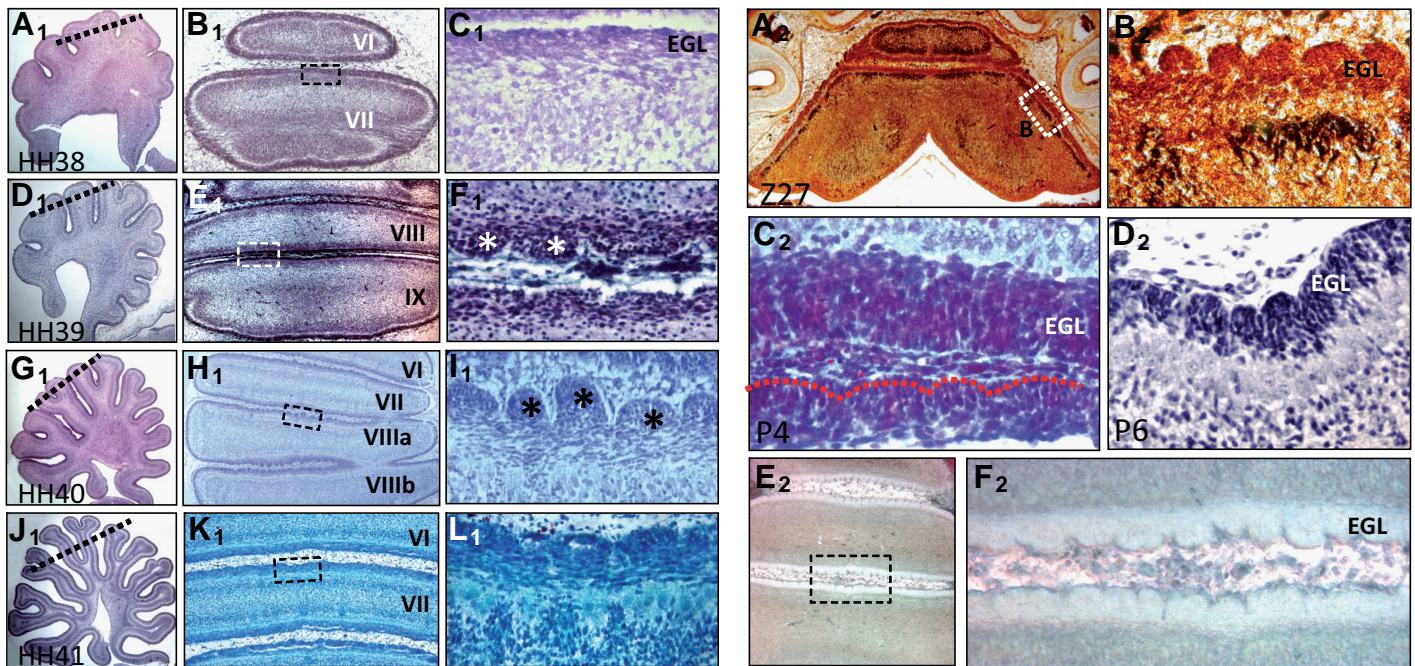 A1
B1
VI
VII
C1
EGL
HH38
D1
E1
VIII
IX
F1
* *
HH39
G1
H1
VI
VII
VIIIa
VIIIb
I1
* * *
HH40
J1
K1
VI
VII
L1
HH41
A2
B
Z27
B2
EGL
C2
EGL
P4
D2
EGL
P6
E2
F2
EGL